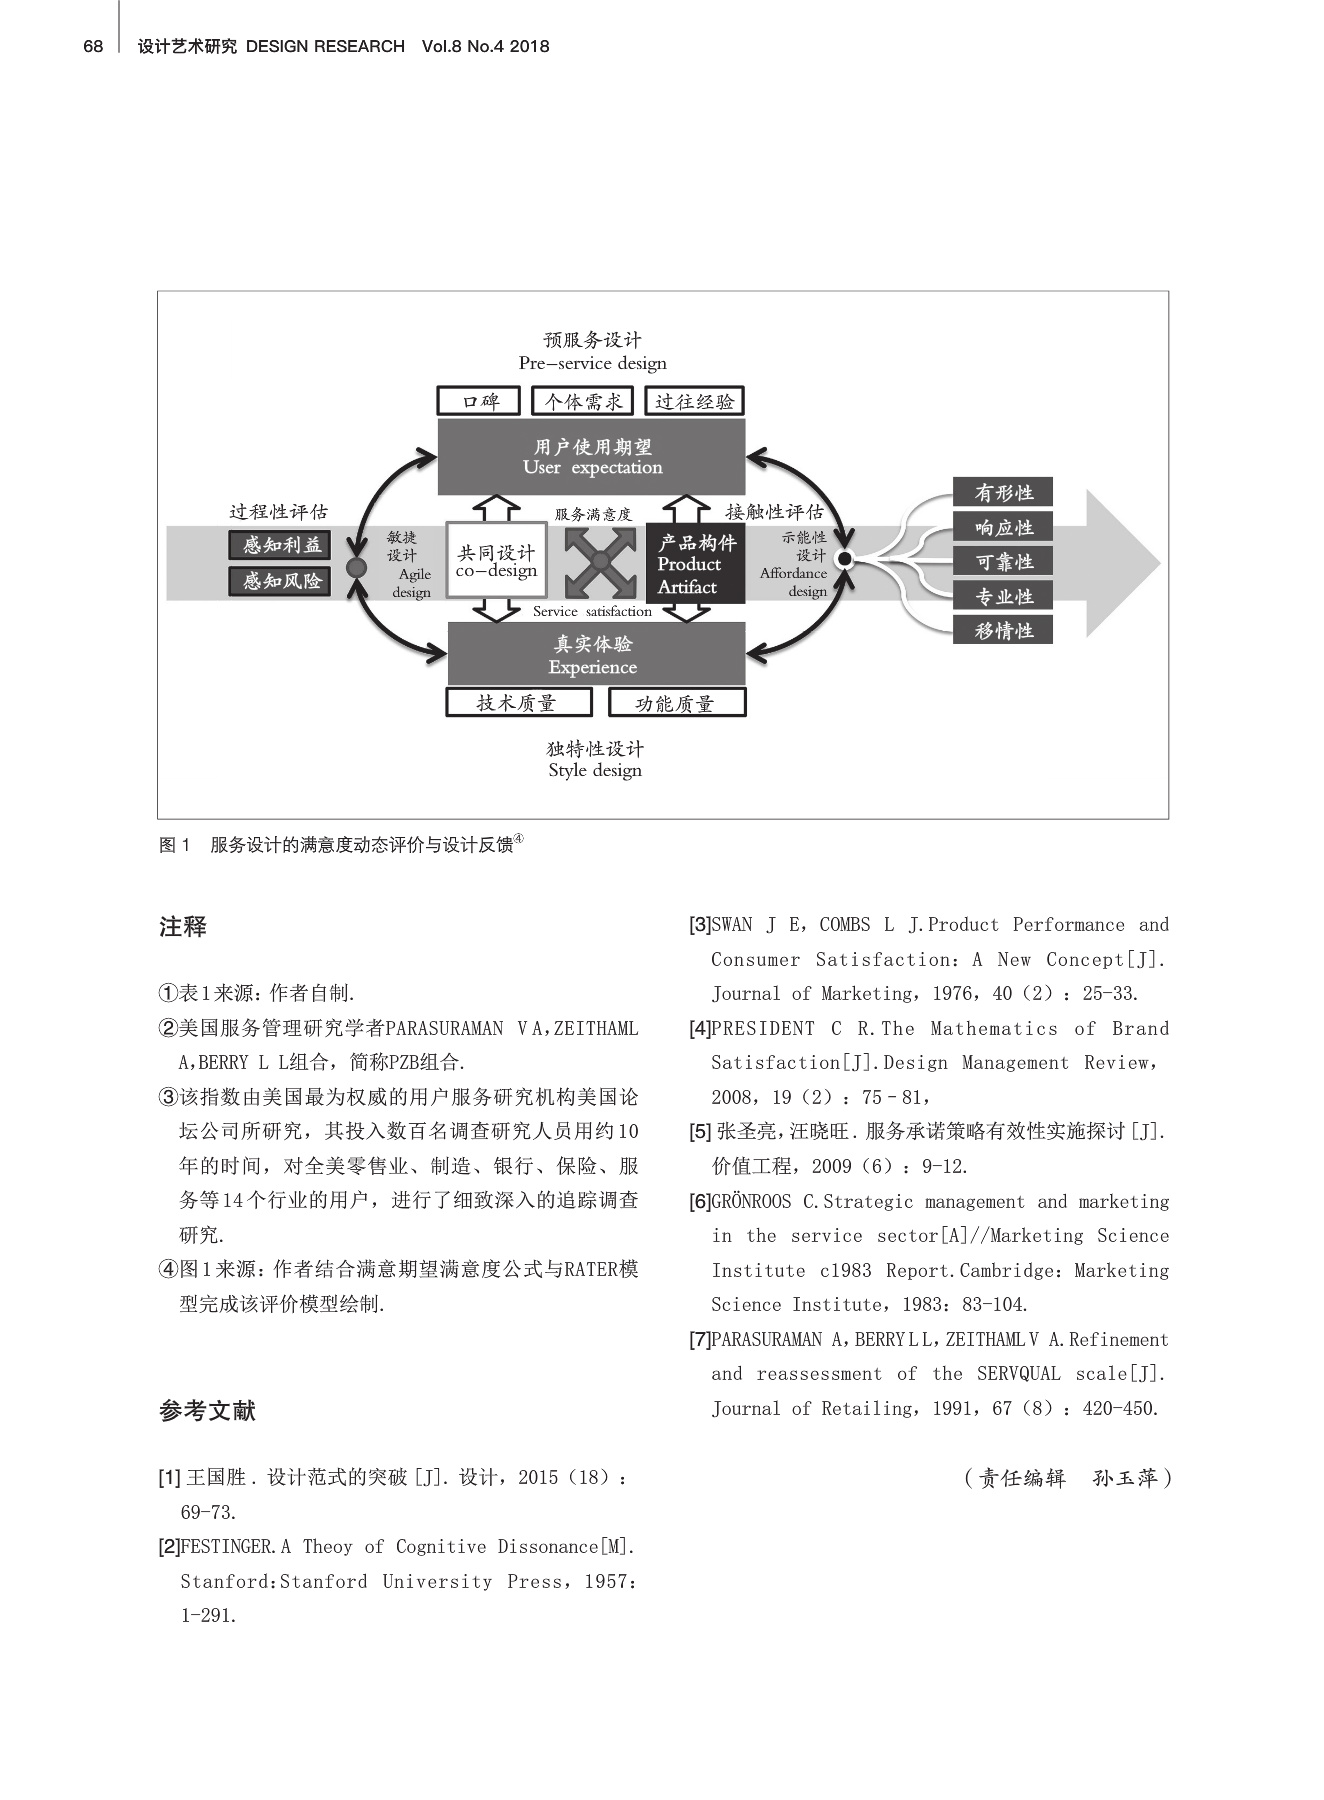 68 设计艺术研究 DESIGN RESEARCH Vol.8 No.4 2018
预服务设计
Pre-service design
口碑 个体需求 过往经验
用户使用期望
User expectation
过程性评估
感知利益
感知风险
敏捷
设计
Agile
design
共同设计
co-design
服务满意度
Service satisfaction
产品构件
Product
Artifact
接触性评估
示能性
设计
Affordance
design
有形性
响应性
可靠性
专业性
移情性
真实体验
Experience
技术质量 功能质量
独特性设计
Style design
图 1 服务设计的满意度动态评价与设计反馈④
注释
①表1来源：作者自制.
②美国服务管理研究学者PARASURAMAN V A,ZEITHAML
A,BERRY L L组合，简称PZB组合.
③该指数由美国最为权威的用户服务研究机构美国论
坛公司所研究，其投入数百名调查研究人员用约10
年的时间，对全美零售业、制造、银行、保险、服
务等14个行业的用户，进行了细致深入的追踪调查
研究.
④图1来源：作者结合满意期望满意度公式与RATER模
型完成该评价模型绘制.
参考文献
[1] 王国胜. 设计范式的突破[J]. 设计，2015（18）：
69-73.
[2]FESTINGER.A Theoy of Cognitive Dissonance[M].
Stanford:Stanford University Press，1957：
1-291.
[3]SWAN J E，COMBS L J.Product Performance and
Consumer Satisfaction：A New Concept[J].
Journal of Marketing，1976，40（2）：25-33.
[4]PRESIDENT C R.The Mathematics of Brand
Satisfaction[J].Design Management Review，
2008，19（2）：75–81，
[5] 张圣亮,汪晓旺. 服务承诺策略有效性实施探讨[J].
价值工程，2009（6）：9-12.
[6]GRÖNROOS C.Strategic management and marketing
in the service sector[A]//Marketing Science
Institute c1983 Report.Cambridge：Marketing
Science Institute，1983：83-104.
[7]PARASURAMAN A,BERRY L L,ZEITHAML V A.Refinement
and reassessment of the SERVQUAL scale[J].
Journal of Retailing，1991，67（8）：420-450.
（责任编辑 孙玉萍）